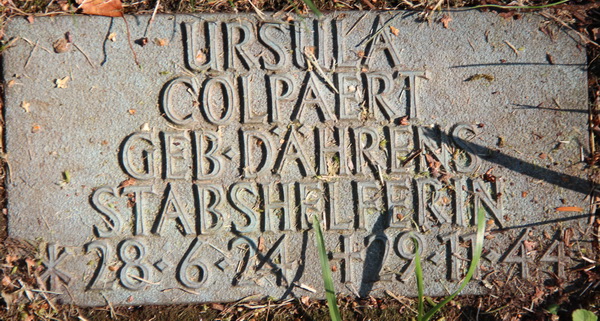 URSULA
COLPAERT
GEB·DAHRENS
STABSHELFERIN
* 28·6·24 + 29·11·44